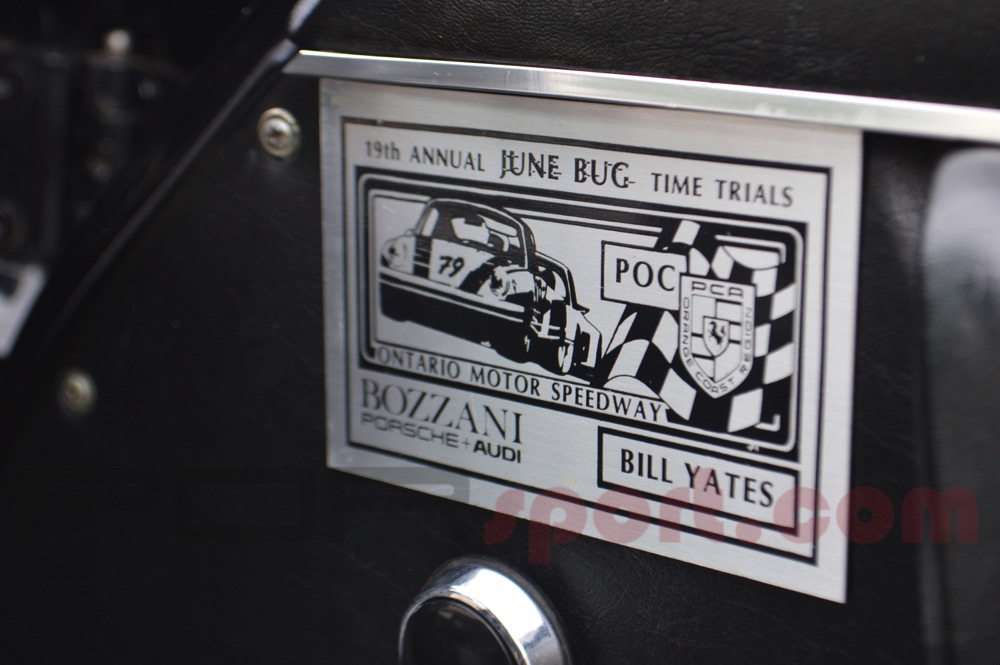 19th ANNUAL JUNE BUG TIME TRIALS
79
POC
PCA
ORANGE COAST REGION
ONTARIO MOTOR SPEEDWAY
BOZZANI
PORSCHE+AUDI
BILL YATES
sport.com